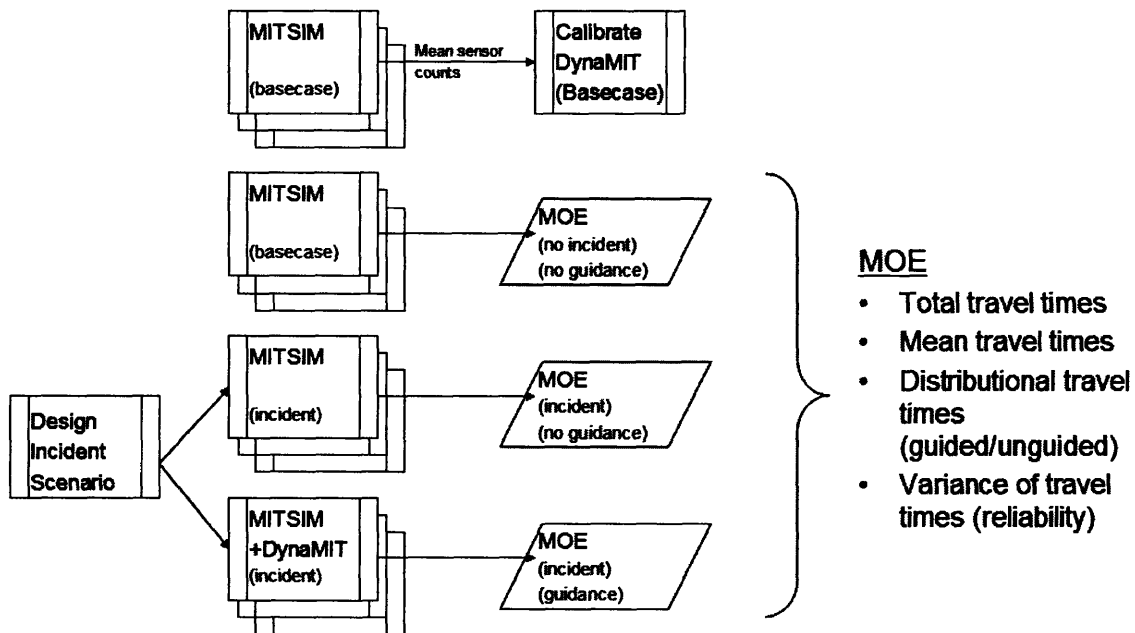 MITSIM
(basecase)
Mean sensor
counts
Calibrate
DynaMIT
(Basecase)
MITSIM
(basecase)
MOE
(no incident)
(no guidance)
Design
Incident
Scenario
MITSIM
(incident)
MOE
(incident)
(no guidance)
MITSIM
+DynaMIT
(incident)
MOE
(incident)
(guidance)
MOE
• Total travel times
• Mean travel times
• Distributional travel
times
(guided/unguided)
• Variance of travel
times (reliability)